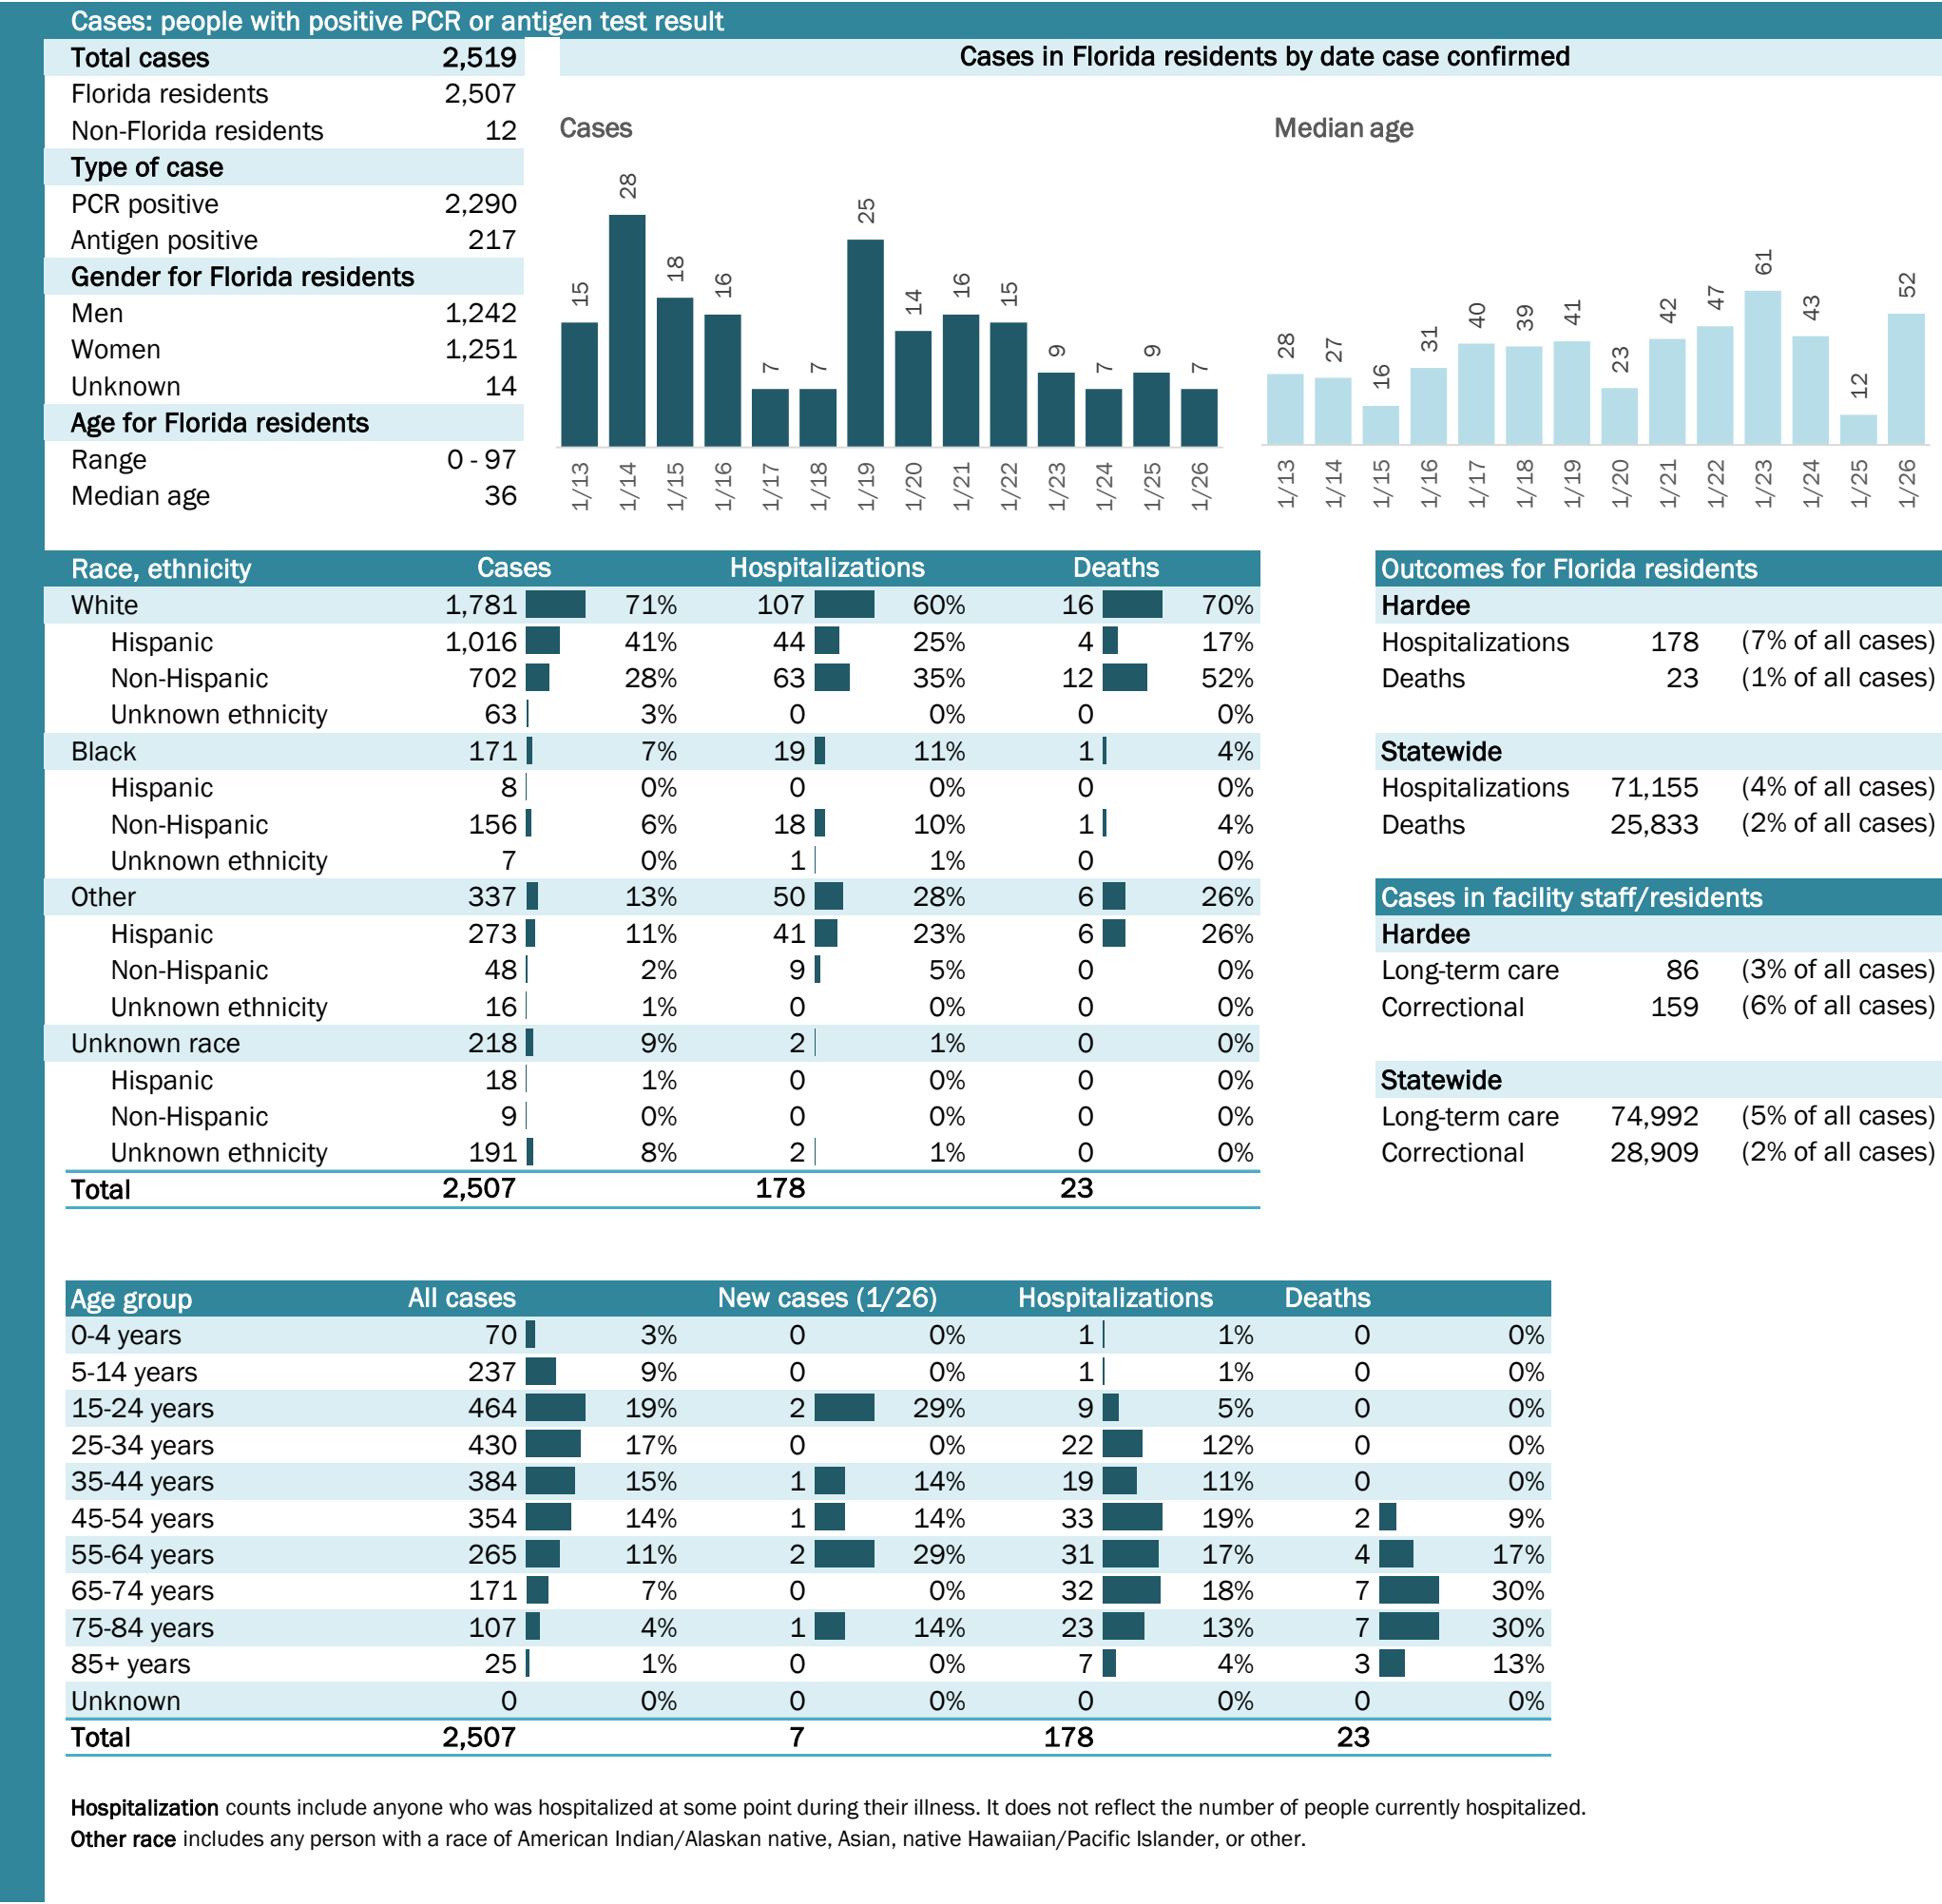 Cases: people with positive PCR or antigen test result
Total cases 2,519
Florida residents 2,507
Non-Florida residents 12
Type of case
PCR positive 2,290
Antigen positive 217
Gender for Florida residents
Men 1,242
Women 1,251
Unknown 14
Age for Florida residents
Range 0 - 97
Median age 36
Cases in Florida residents by date case confirmed
Cases
15 28 18 16 7 7 25 14 16 15 9 7 9 7
1/13 1/14 1/15 1/16 1/17 1/18 1/19 1/20 1/21 1/22 1/23 1/24 1/25 1/26
Median age
28 27 16 31 40 39 41 23 42 47 61 43 12 52
1/13 1/14 1/15 1/16 1/17 1/18 1/19 1/20 1/21 1/22 1/23 1/24 1/25 1/26
Race, ethnicity Cases Hospitalizations Deaths
White 1,781 71% 107 60% 16 70%
Hispanic 1,016 41% 44 25% 4 17%
Non-Hispanic 702 28% 63 35% 12 52%
Unknown ethnicity 63 3% 0 0% 0 0%
Black 171 7% 19 11% 1 4%
Hispanic 8 0% 0 0% 0 0%
Non-Hispanic 156 6% 18 10% 1 4%
Unknown ethnicity 7 0% 1 1% 0 0%
Other 337 13% 50 28% 6 26%
Hispanic 273 11% 41 23% 6 26%
Non-Hispanic 48 2% 9 5% 0 0%
Unknown ethnicity 16 1% 0 0% 0 0%
Unknown race 218 9% 2 1% 0 0%
Hispanic 18 1% 0 0% 0 0%
Non-Hispanic 9 0% 0 0% 0 0%
Unknown ethnicity 191 8% 2 1% 0 0%
Total 2,507 178 23
Outcomes for Florida residents
Hardee
Hospitalizations 178 (7% of all cases)
Deaths 23 (1% of all cases)
Statewide
Hospitalizations 71,155 (4% of all cases)
Deaths 25,833 (2% of all cases)
Cases in facility staff/residents
Hardee
Long-term care 86 (3% of all cases)
Correctional 159 (6% of all cases)
Statewide
Long-term care 74,992 (5% of all cases)
Correctional 28,909 (2% of all cases)
Age group All cases New cases (1/26) Hospitalizations Deaths
0-4 years 70 3% 0 0% 1 1% 0 0%
5-14 years 237 9% 0 0% 1 1% 0 0%
15-24 years 464 19% 2 29% 9 5% 0 0%
25-34 years 430 17% 0 0% 22 12% 0 0%
35-44 years 384 15% 1 14% 19 11% 0 0%
45-54 years 354 14% 1 14% 33 19% 2 9%
55-64 years 265 11% 2 29% 31 17% 4 17%
65-74 years 171 7% 0 0% 32 18% 7 30%
75-84 years 107 4% 1 14% 23 13% 7 30%
85+ years 25 1% 0 0% 7 4% 3 13%
Unknown 0 0% 0 0% 0 0% 0 0%
Total 2,507 7 178 23
Hospitalization counts include anyone who was hospitalized at some point during their illness. It does not reflect the number of people currently hospitalized.
Other race includes any person with a race of American Indian/Alaskan native, Asian, native Hawaiian/Pacific Islander, or other.